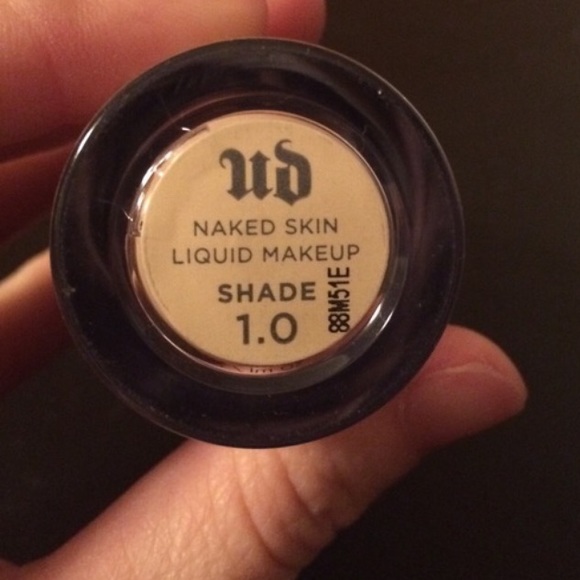 ud
NAKED SKIN
LIQUID MAKEUP
SHADE
1.0
88M51E